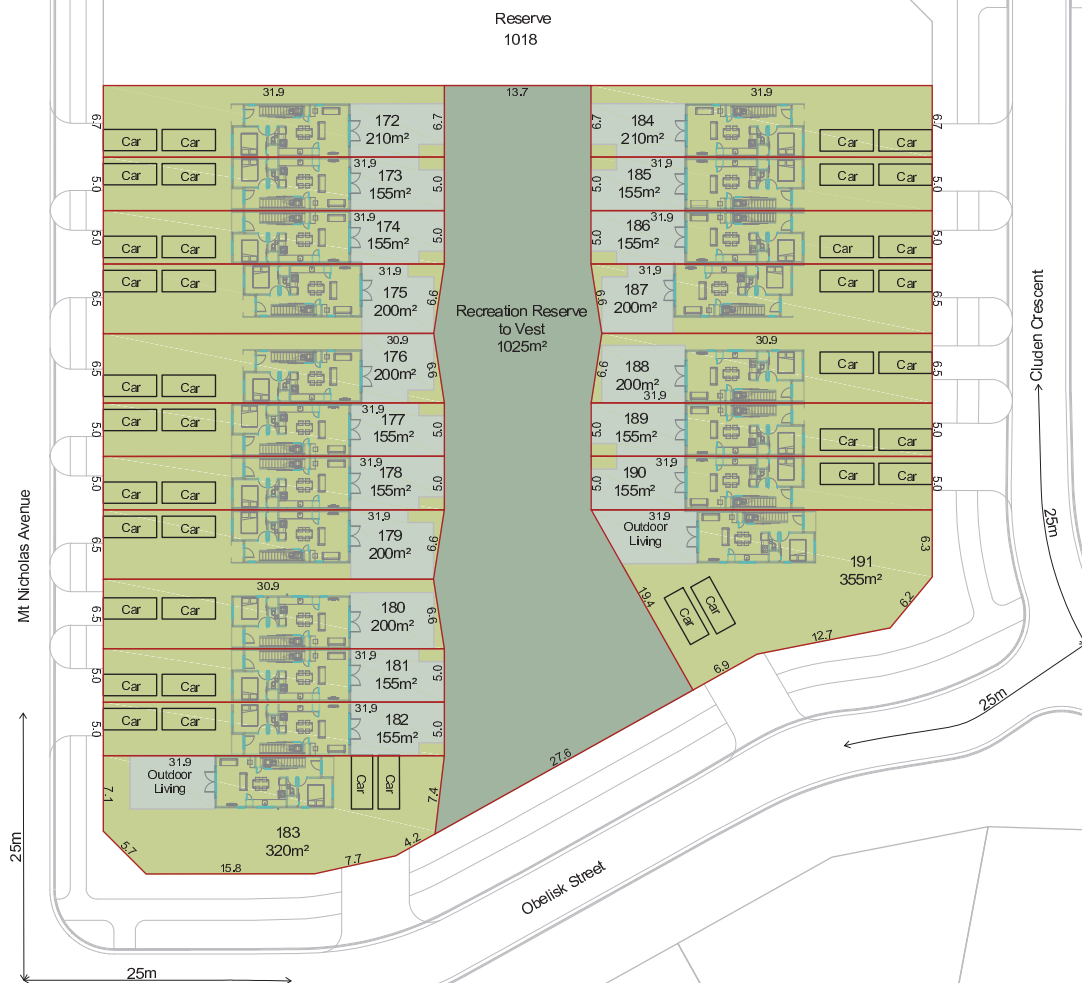 Reserve
1018
31.9
13.7
31.9
6.7
Car
Car
172
210m²
6.7
6.7
184
210m²
Car
Car
6.7
Car
Car
31.9
173
155m²
5.0
5.0
31.9
185
155m²
Car
Car
5.0
5.0
Car
Car
31.9
174
155m²
5.0
5.0
31.9
186
155m²
Car
Car
5.0
6.5
Car
Car
31.9
175
200m²
6.6
6.6
31.9
187
200m²
Car
Car
6.5
Recreation Reserve
to Vest
1025m²
6.5
Car
Car
30.9
176
200m²
6.6
6.6
30.9
188
200m²
31.9
Car
Car
6.5
5.0
Car
Car
31.9
177
155m²
5.0
5.0
189
155m²
Car
Car
5.0
5.0
Car
Car
31.9
178
155m²
5.0
5.0
31.9
190
155m²
Car
Car
5.0
6.5
Car
Car
31.9
179
200m²
6.6
31.9
Outdoor
Living
191
355m²
6.3
19.4
Car
Car
6.2
12.7
6.9
30.9
6.5
Car
Car
180
200m²
6.6
5.0
Car
Car
31.9
181
155m²
5.0
5.0
Car
Car
31.9
182
155m²
5.0
27.6
7.1
31.9
Outdoor
Living
Car
Car
7.4
183
320m²
5.7
15.8
7.7
4.2
Mt Nicholas Avenue
Cluden Crescent
Obelisk Street
25m
25m
25m
25m